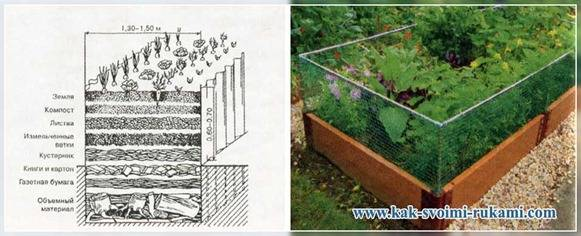 1,30–1,50 м
Земля
Компост
Листва
Измельченные
ветки
Кустерник
Книги и картон
Газетная бумага
Объемный
материал
0,60-0,70
www.kak-svoimi-rukami.com